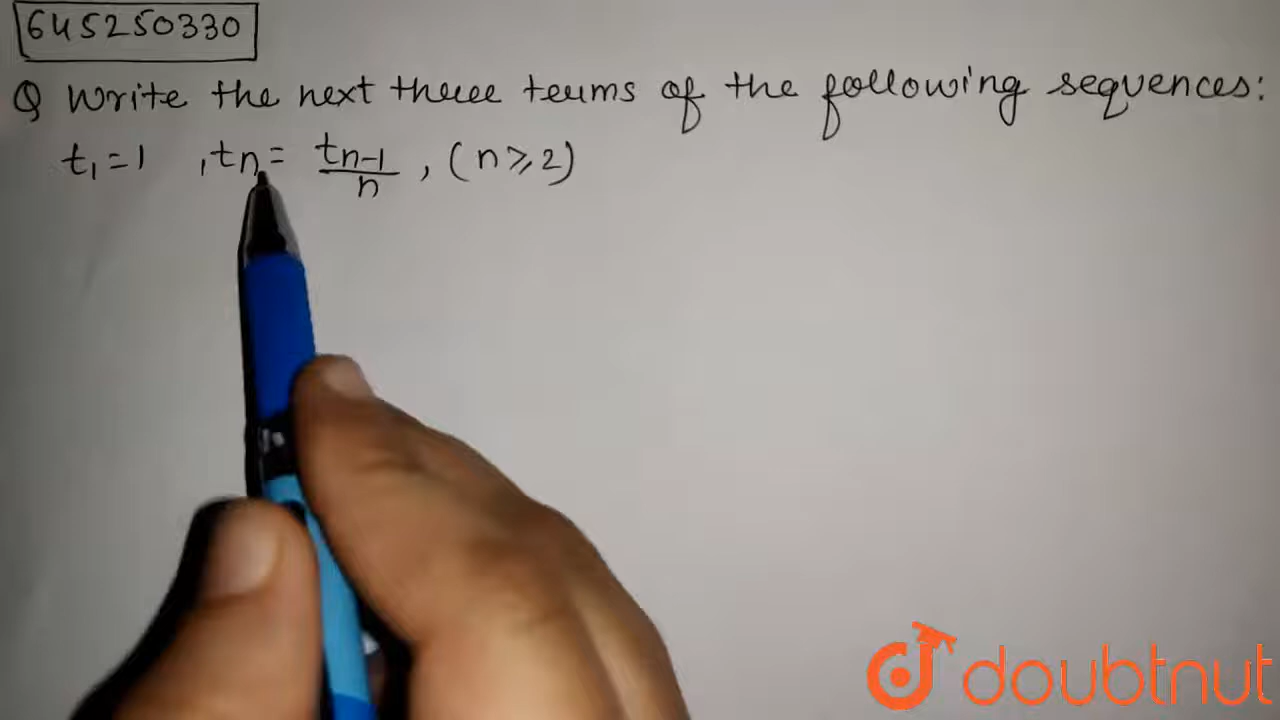 645250330
Q Write the next three terms of the following sequences:
t₁=1 , tn= tn-1/n , (n⩾2)
doubtnut